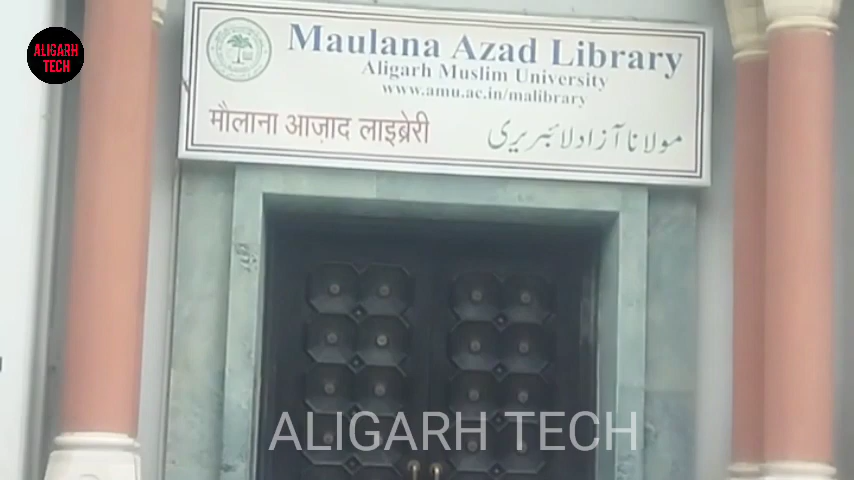 ALIGARH
TECH
Maulana Azad Library
Aligarh Muslim University
www.amu.ac.in/malibrary
मौलाना आज़ाद लाइब्रेरी
مولانا آزاد لائبریری
ALIGARH TECH